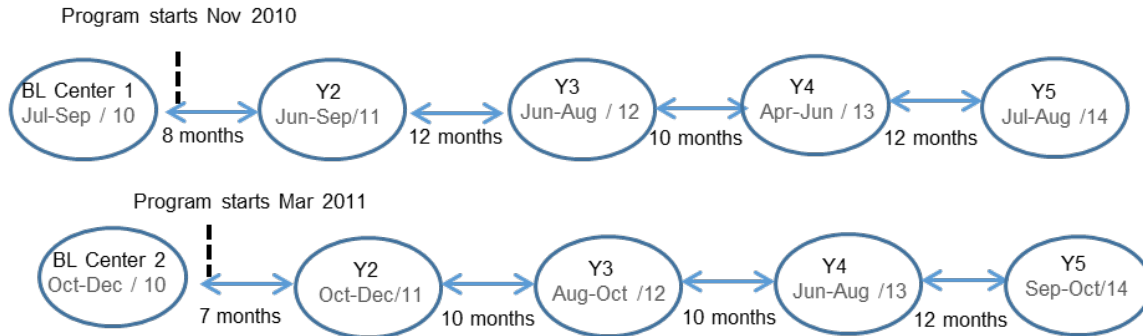 Program starts Nov 2010
BL Center 1
Jul-Sep / 10
8 months
Y2
Jun-Sep/11
12 months
Y3
Jun-Aug / 12
10 months
Y4
Apr-Jun / 13
12 months
Y5
Jul-Aug /14
Program starts Mar 2011
BL Center 2
Oct-Dec / 10
7 months
Y2
Oct-Dec/11
10 months
Y3
Aug-Oct /12
10 months
Y4
Jun-Aug /13
12 months
Y5
Sep-Oct/14